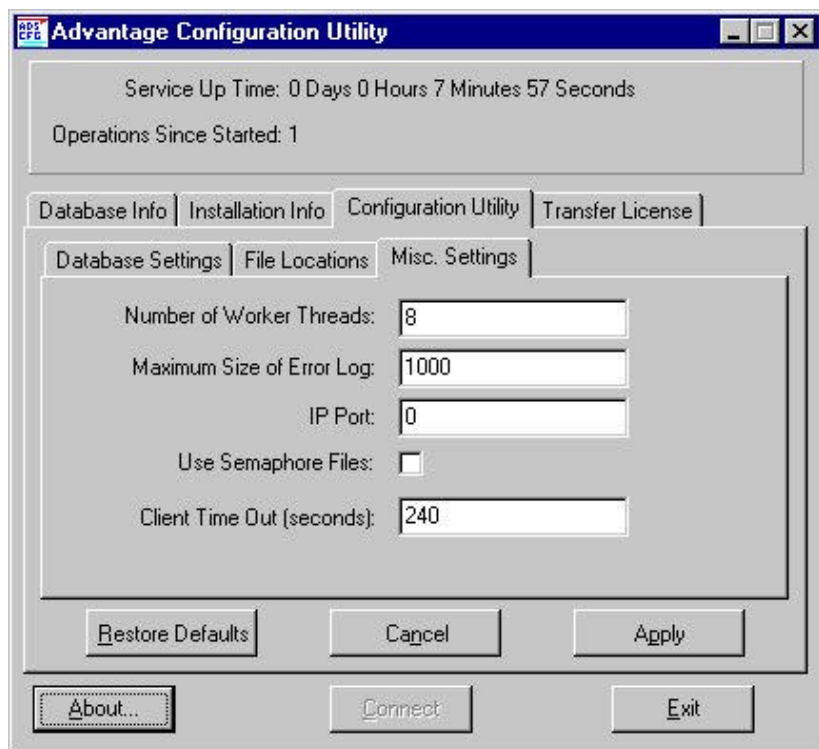 ADS
CFG
Advantage Configuration Utility
Service Up Time: 0 Days 0 Hours 7 Minutes 57 Seconds
Operations Since Started: 1
Database Info Installation Info Configuration Utility Transfer License
Database Settings File Locations Misc. Settings
Number of Worker Threads: 8
Maximum Size of Error Log: 1000
IP Port: 0
Use Semaphore Files:
Client Time Out (seconds): 240
Restore Defaults Cancel Apply
About... Connect Exit